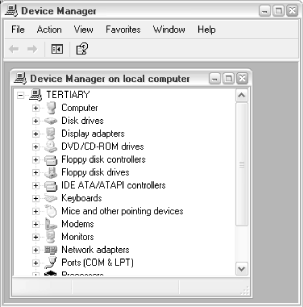 Device Manager
File Action View Favorites Window Help
Device Manager on local computer
TERTIARY
Computer
Disk drives
Display adapters
DVD/CD-ROM drives
Floppy disk controllers
Floppy disk drives
IDE ATA/ATAPI controllers
Keyboards
Mice and other pointing devices
Modems
Monitors
Network adapters
Ports (COM & LPT)